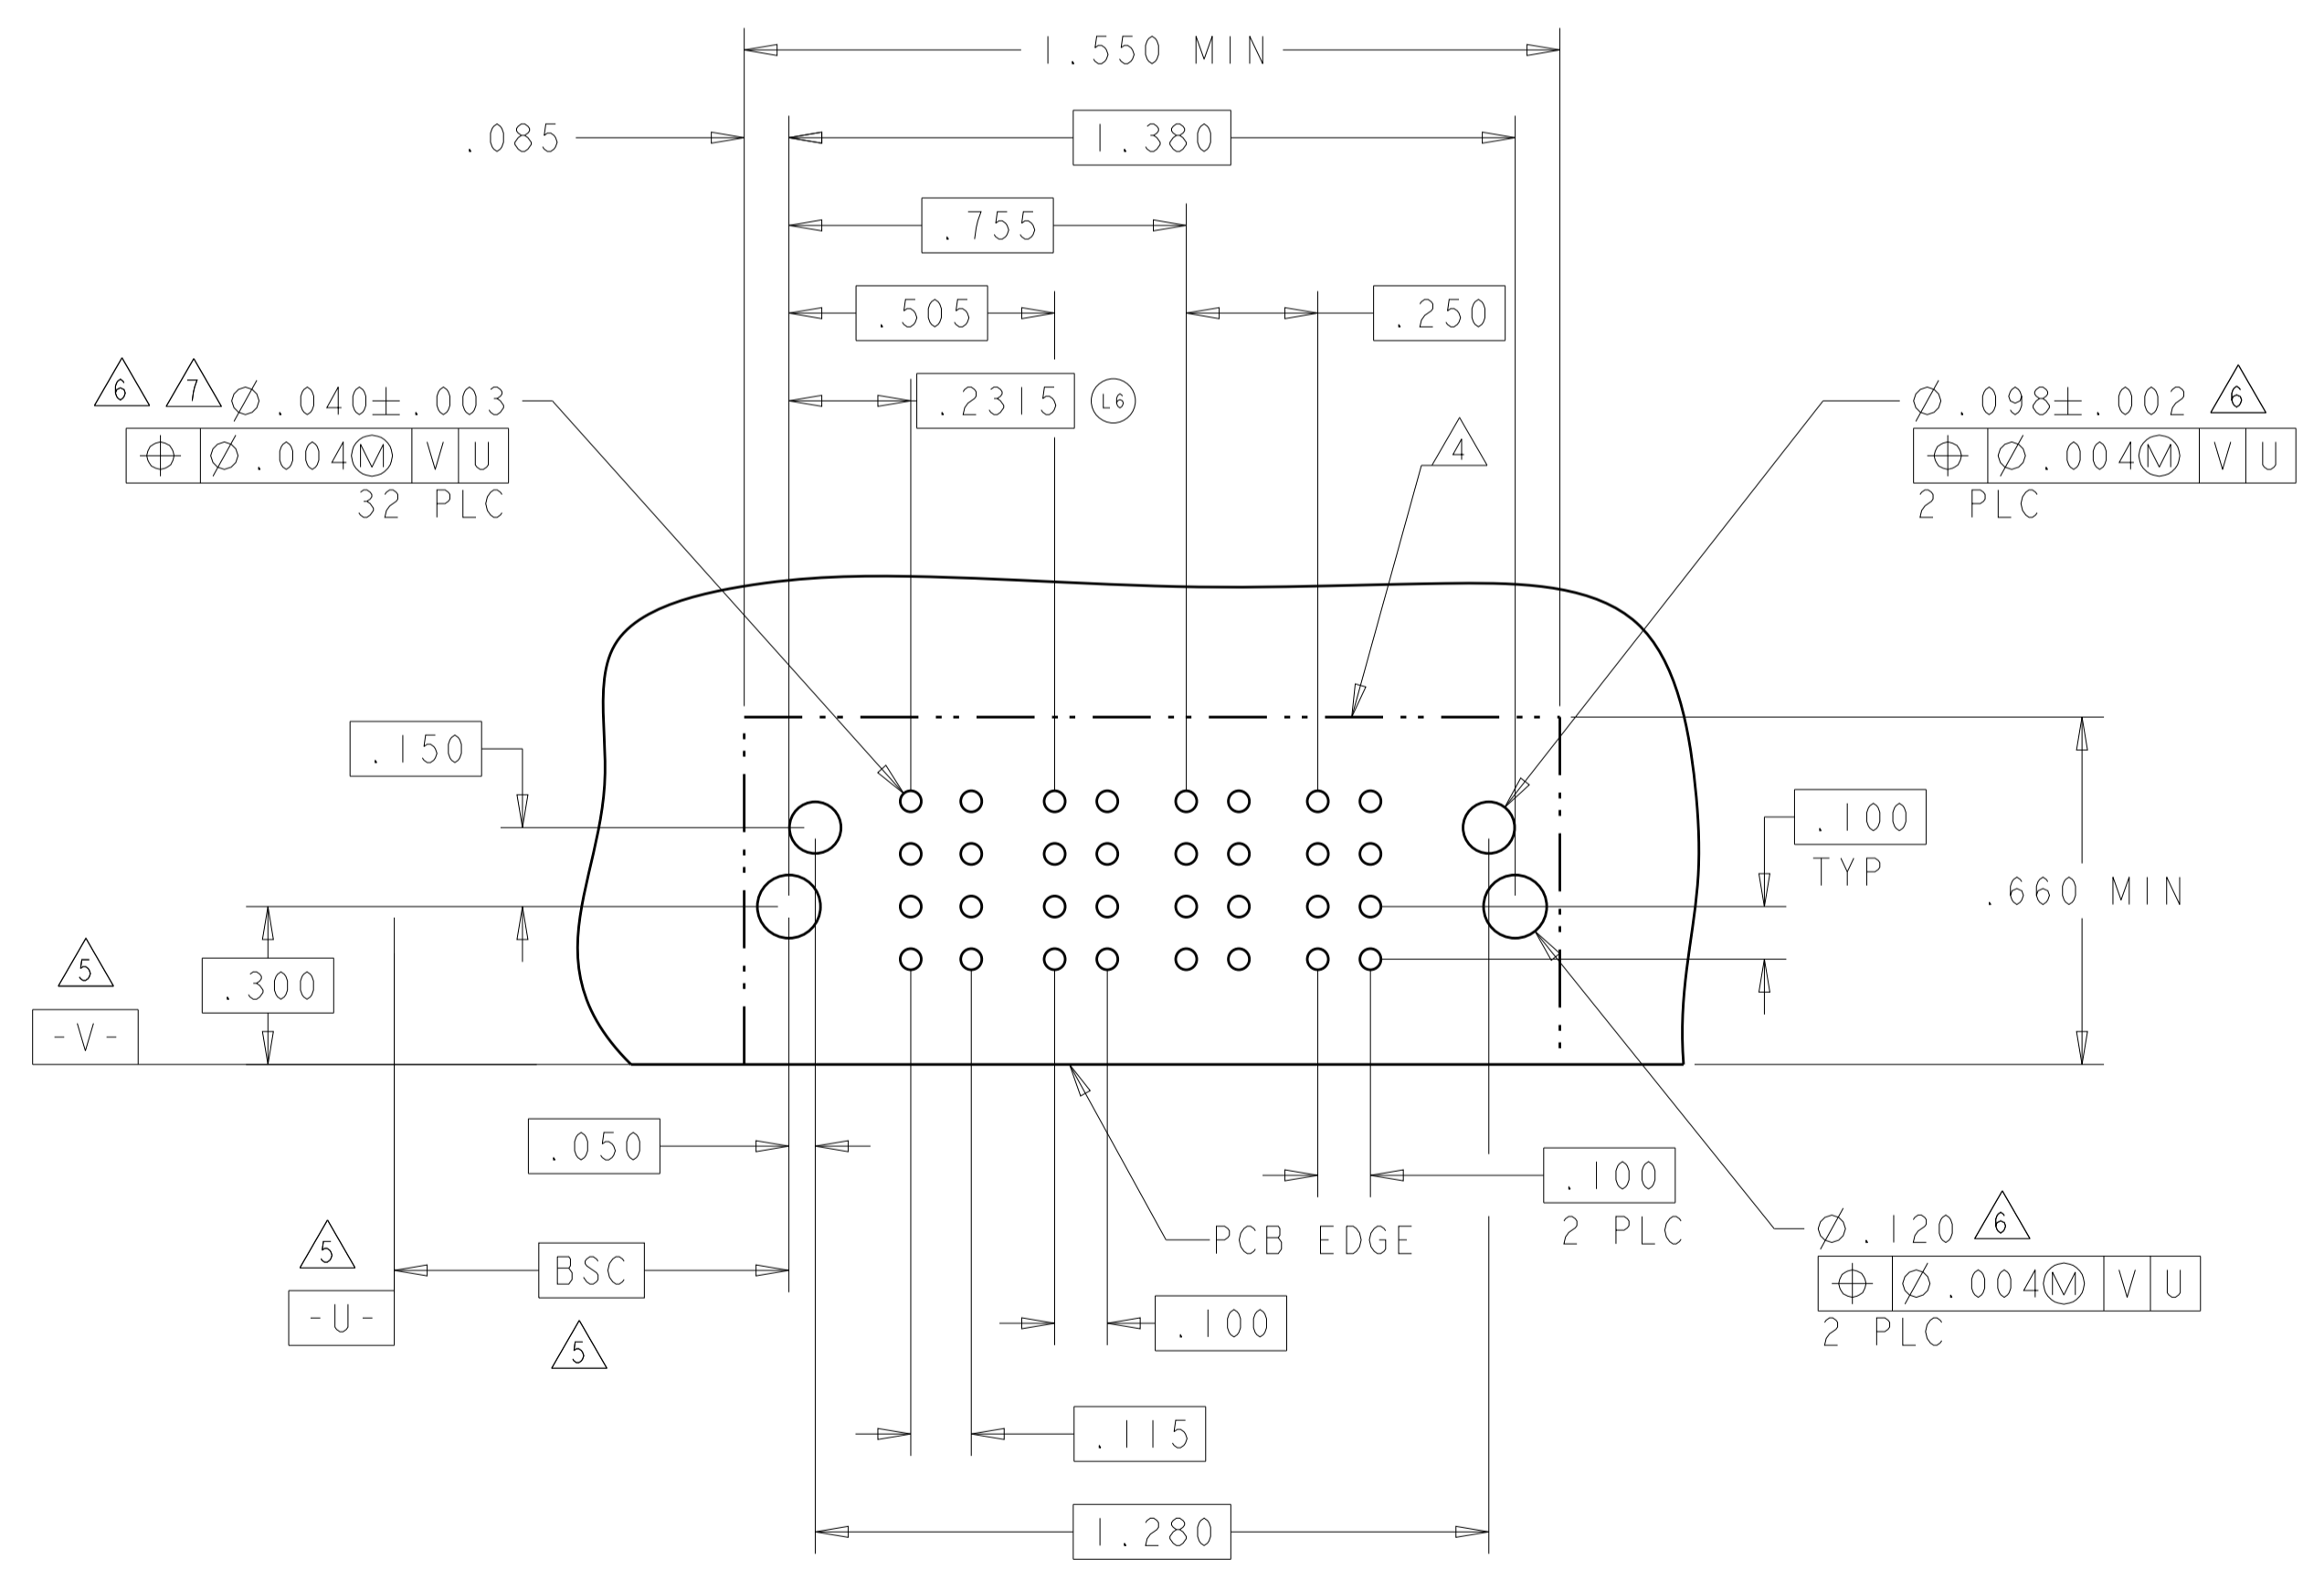 1.550 MIN
.085
1.380
.755
.505
.250
.2315 L6
6 7 Ø.040±.003
⌖ Ø.004Ⓜ V U
32 PLC
4
Ø.098±.002 6
⌖ Ø.004Ⓜ V U
2 PLC
.150
.100
TYP
.660 MIN
5
.300
-V-
.050
.100
2 PLC
PCB EDGE
Ø.120 6
⌖ Ø.004Ⓜ V U
2 PLC
5
BSC
-U-
5
.100
.115
1.280